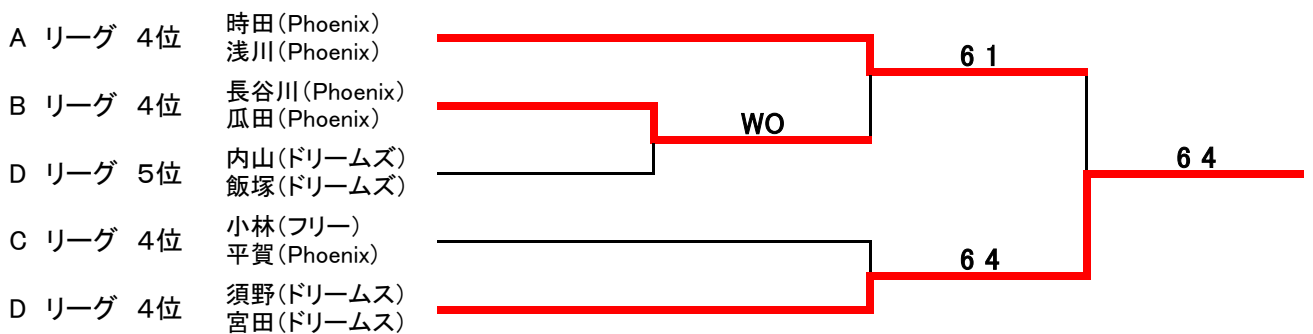 A リーグ 4位 時田(Phoenix)
浅川(Phoenix)
6 1
B リーグ 4位 長谷川(Phoenix)
瓜田(Phoenix)
WO
D リーグ 5位 内山(ドリームズ)
飯塚(ドリームズ)
6 4
C リーグ 4位 小林(フリー)
平賀(Phoenix)
6 4
D リーグ 4位 須野(ドリームス)
宮田(ドリームス)